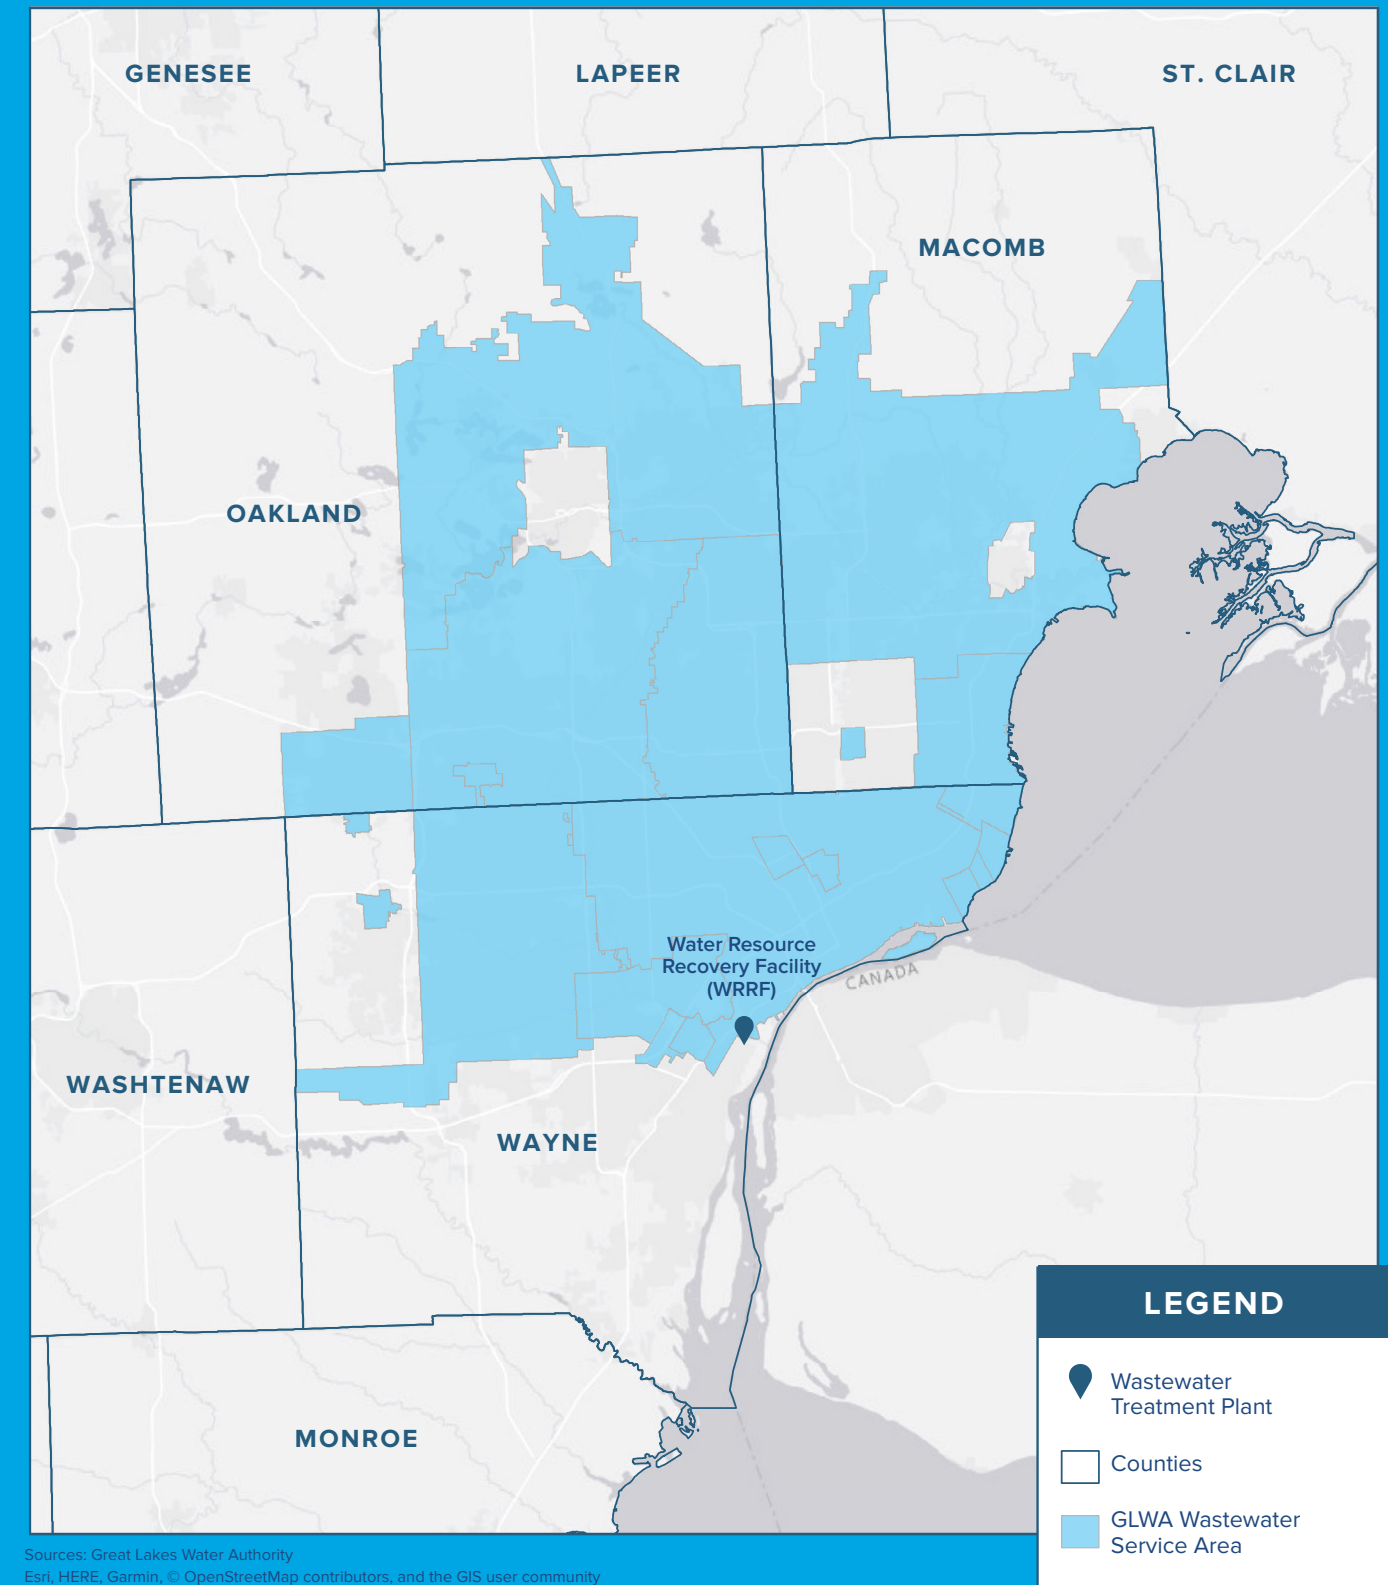 GENESEE
LAPEER
ST. CLAIR
MACOMB
OAKLAND
Water Resource
Recovery Facility
(WRRF)
CANADA
WASHTENAW
WAYNE
MONROE
LEGEND
Wastewater
Treatment Plant
Counties
GLWA Wastewater
Service Area
Sources: Great Lakes Water Authority
Esri, HERE, Garmin, © OpenStreetMap contributors, and the GIS user community